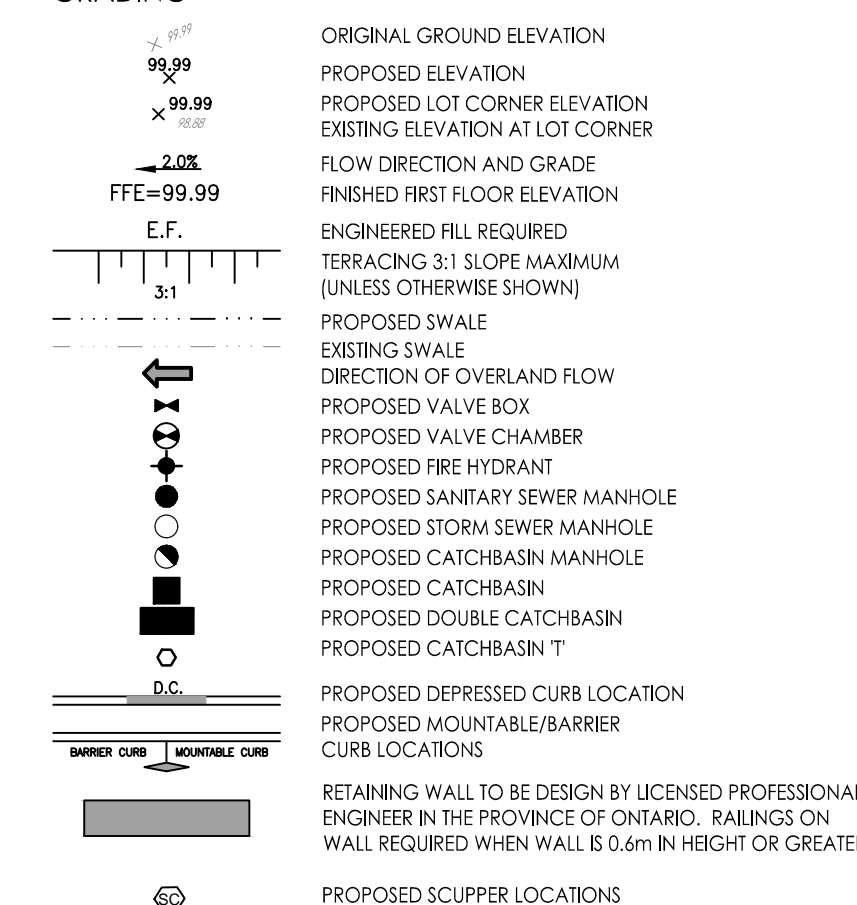 GRADING
99.99 ORIGINAL GROUND ELEVATION
99.99 PROPOSED ELEVATION
99.99 PROPOSED LOT CORNER ELEVATION
98.88 EXISTING ELEVATION AT LOT CORNER
2.0% FLOW DIRECTION AND GRADE
FFE=99.99 FINISHED FIRST FLOOR ELEVATION
E.F. ENGINEERED FILL REQUIRED
TERRACING 3:1 SLOPE MAXIMUM
3:1 (UNLESS OTHERWISE SHOWN)
PROPOSED SWALE
EXISTING SWALE
DIRECTION OF OVERLAND FLOW
PROPOSED VALVE BOX
PROPOSED VALVE CHAMBER
PROPOSED FIRE HYDRANT
PROPOSED SANITARY SEWER MANHOLE
PROPOSED STORM SEWER MANHOLE
PROPOSED CATCHBASIN MANHOLE
PROPOSED CATCHBASIN
PROPOSED DOUBLE CATCHBASIN
PROPOSED CATCHBASIN 'T'
D.C. PROPOSED DEPRESSED CURB LOCATION
PROPOSED MOUNTABLE/BARRIER
BARRIER CURB MOUNTABLE CURB CURB LOCATIONS
RETAINING WALL TO BE DESIGN BY LICENSED PROFESSIONAL
ENGINEER IN THE PROVINCE OF ONTARIO. RAILINGS ON
WALL REQUIRED WHEN WALL IS 0.6m IN HEIGHT OR GREATER
SC PROPOSED SCUPPER LOCATIONS